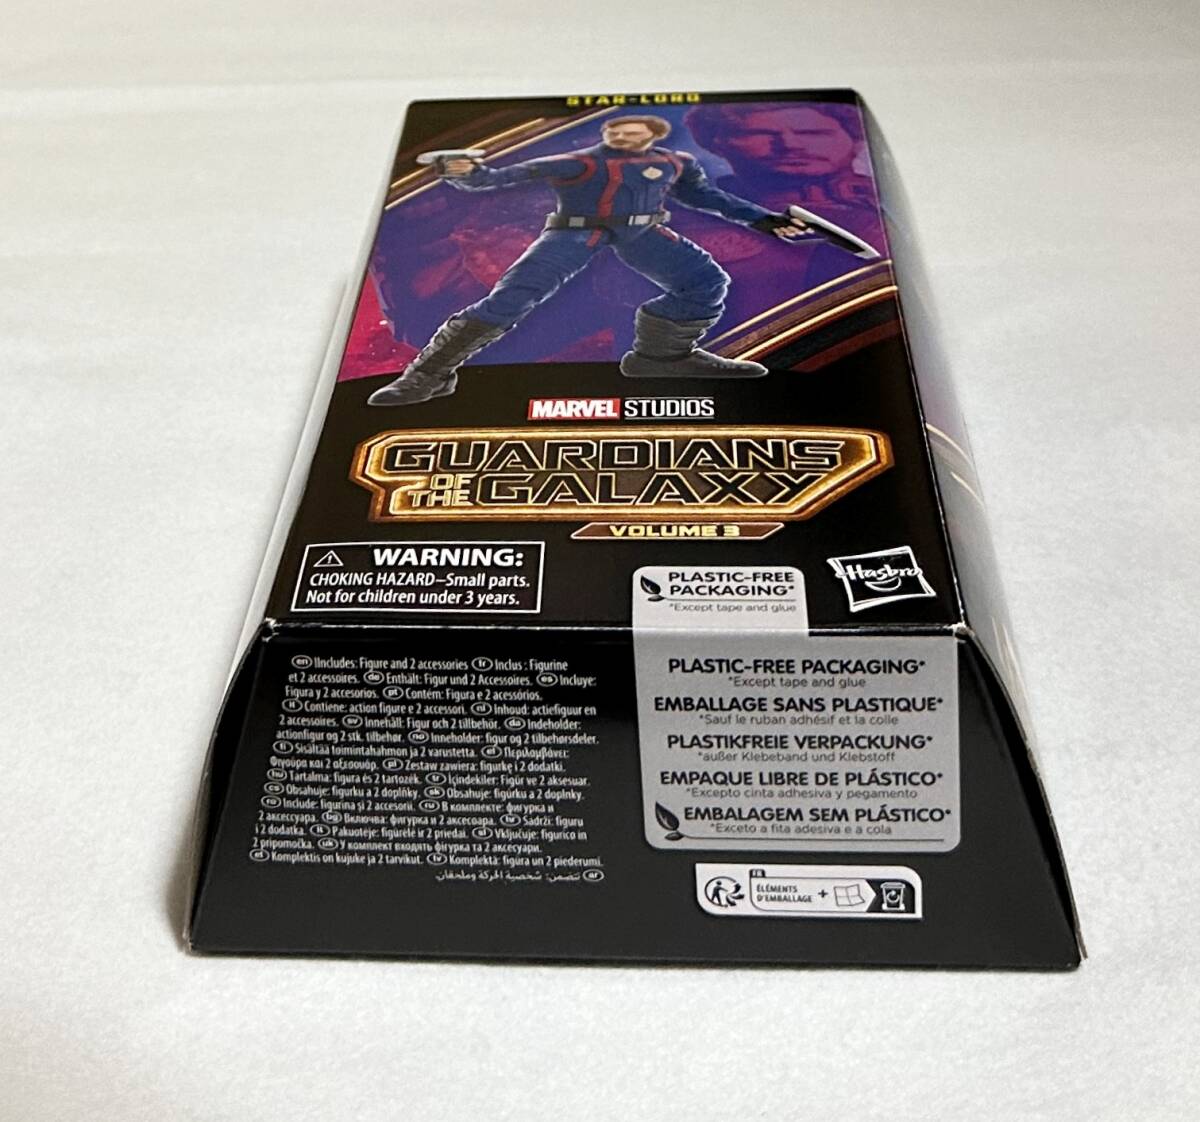 STAR-LORD
MARVEL STUDIOS
GUARDIANS
OF THE GALAXY
VOLUME 3
WARNING:
CHOKING HAZARD–Small parts.
Not for children under 3 years.
PLASTIC-FREE
PACKAGING*
*Except tape and glue
Hasbro
en Includes: Figure and 2 accessories fr Inclus : Figurine
et 2 accessoires. de Enthält: Figur und 2 Accessoires. es Incluye:
Figura y 2 accesorios. pt Contém: Figura e 2 acessórios.
it Contiene: action figure e 2 accessori. nl Inhoud: actiefiguur en
2 accessoires. sv Innehåll: Figur och 2 tillbehör. da Indeholder:
actionfigur og 2 stk. tilbehør. no Inneholder: figur og 2 tilbehørsdeler.
fi Sisältää toimintahahmon ja 2 varustetta. el Περιλαμβάνει:
Φιγούρα και 2 αξεσουάρ. pl Zestaw zawiera: figurkę i 2 dodatki.
hu Tartalma: figura és 2 tartozék. tr İçindekiler: Figür ve 2 aksesuar.
cs Obsahuje: figurku a 2 doplňky. sk Obsahuje: figúrku a 2 doplnky.
ro Include: figurina și 2 accesorii. ru В комплекте: фигурка и
2 аксессуара. bg Включва: фигурка и 2 аксесоара. hr Sadrži: figuru
i 2 dodatka. lt Pakuotėje: figūrėlė ir 2 priedai. sl Vključuje: figurico in
2 pripomočka. uk У комплект входять фігурка та 2 аксесуари.
et Komplektis on kujuke ja 2 tarvikut. lv Komplektā: figūra un 2 piederumi.
ar تتضمن: شخصية الحركة وملحقان.
PLASTIC-FREE PACKAGING*
*Except tape and glue
EMBALLAGE SANS PLASTIQUE*
*Sauf le ruban adhésif et la colle
PLASTIKFREIE VERPACKUNG*
*außer Klebeband und Klebstoff
EMPAQUE LIBRE DE PLÁSTICO*
*Excepto cinta adhesiva y pegamento
EMBALAGEM SEM PLÁSTICO*
*Exceto a fita adesiva e a cola
FR
ÉLÉMENTS
D'EMBALLAGE +